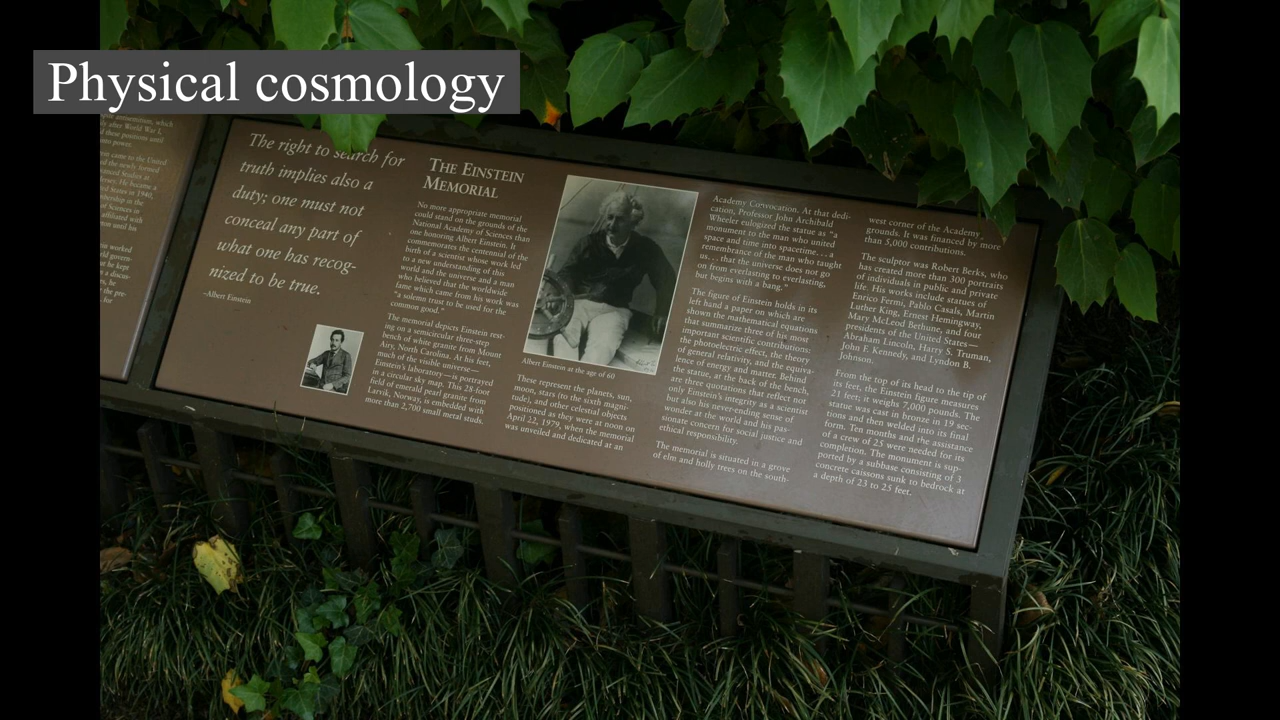 Physical cosmology
The right to search for
truth implies also a
duty; one must not
conceal any part of
what one has recog-
nized to be true.
–Albert Einstein
THE EINSTEIN
MEMORIAL
No more appropriate memorial
could stand on the grounds of the
National Academy of Sciences than
one honoring Albert Einstein. It
commemorates the centennial of the
birth of a scientist whose work led
to a new understanding of this
world and the universe and a man
who believed that the worldwide
fame which came from his work was
"a solemn trust to be used for the
common good."
The memorial depicts Einstein rest-
ing on a semicircular three-step
bench of white granite from Mount
Airy, North Carolina. At his feet,
much of the visible universe—
Einstein's laboratory—is portrayed
in a circular sky map. This 28-foot
field of emerald pearl granite from
Larvik, Norway, is embedded with
more than 2,700 small metal studs.
Albert Einstein at the age of 60
These represent the planets, sun,
moon, stars (to the sixth magni-
tude), and other celestial objects
positioned as they were at noon on
April 22, 1979, when the memorial
was unveiled and dedicated at an
Academy Convocation. At that dedi-
cation, Professor John Archibald
Wheeler eulogized the statue as "a
monument to the man who united
space and time into spacetime. . . a
remembrance of the man who taught
us. . . that the universe does not go
on from everlasting to everlasting,
but begins with a bang."
The figure of Einstein holds in its
left hand a paper on which are
shown the mathematical equations
that summarize three of his most
important scientific contributions:
the photoelectric effect, the theory
of general relativity, and the equiva-
lence of energy and matter. Behind
the statue, at the back of the bench,
are three quotations that reflect not
only Einstein's integrity as a scientist
but also his never-ending sense of
wonder at the world and his pas-
sionate concern for social justice and
ethical responsibility.
The memorial is situated in a grove
of elm and holly trees on the south-
west corner of the Academy
grounds. It was financed by more
than 5,000 contributions.
The sculptor was Robert Berks, who
has created more than 300 portraits
of individuals in public and private
life. His works include statues of
Enrico Fermi, Pablo Casals, Martin
Luther King, Ernest Hemingway,
Mary McLeod Bethune, and four
presidents of the United States—
Abraham Lincoln, Harry S. Truman,
John F. Kennedy, and Lyndon B.
Johnson.
From the top of its head to the tip of
its feet, the Einstein figure measures
21 feet; it weighs 7,000 pounds. The
statue was cast in bronze in 19 sec-
tions and then welded into its final
form. Ten months and the assistance
of a crew of 25 were needed for its
completion. The monument is sup-
ported by a subbase consisting of 3
concrete caissons sunk to bedrock at
a depth of 23 to 25 feet.